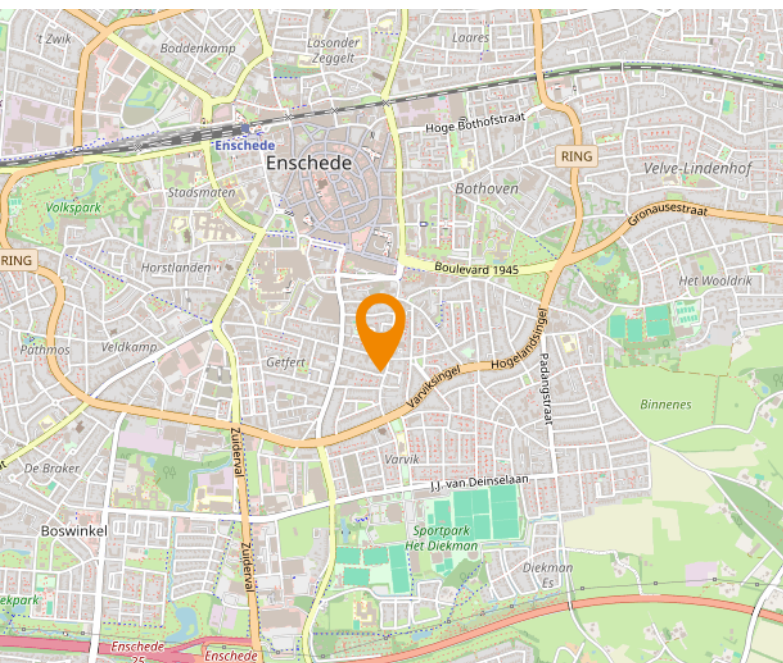 't Zwik
Boddenkamp
Lasonder
Zeggelt
Laares
Hoge Bothofstraat
Enschede
Enschede
RING
Velve-Lindenhof
Stadsmaten
Bothoven
Volkspark
Gronausestraat
RING
Horstlanden
Boulevard 1945
Het Wooldrik
Pathmos
Veldkamp
Getfert
Hogelandsingel
Varviksingel
Padangstraat
Binnenes
Zuiderval
De Braker
Varvik
J.J. van Deinselaan
Boswinkel
Sportpark
Het Diekman
Zuiderval
Diekman
Es
ekpark
Enschede
25
Enschede